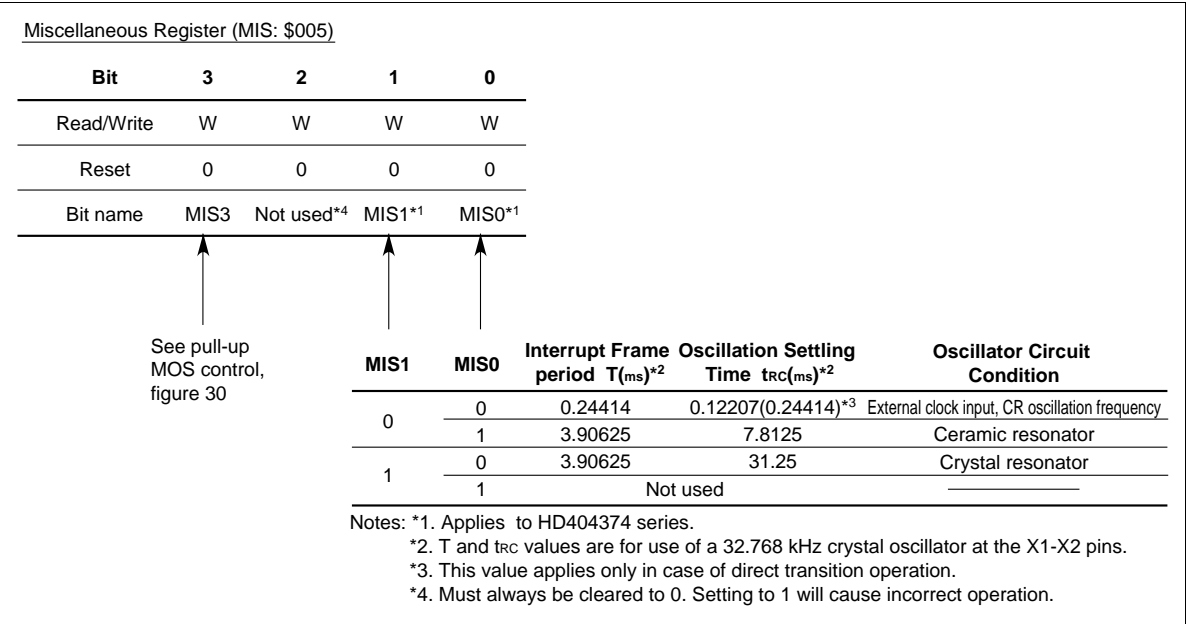 Miscellaneous Register (MIS: $005)
Bit 3 2 1 0
Read/Write W W W W
Reset 0 0 0 0
Bit name MIS3 Not used*4 MIS1*1 MIS0*1
See pull-up
MOS control,
figure 30
MIS1 MIS0 Interrupt Frame period T(ms)*2 Oscillation Settling Time tRC(ms)*2 Oscillator Circuit Condition
0 0 0.24414 0.12207(0.24414)*3 External clock input, CR oscillation frequency
1 3.90625 7.8125 Ceramic resonator
1 0 3.90625 31.25 Crystal resonator
1 Not used
Notes: *1. Applies to HD404374 series.
*2. T and tRC values are for use of a 32.768 kHz crystal oscillator at the X1-X2 pins.
*3. This value applies only in case of direct transition operation.
*4. Must always be cleared to 0. Setting to 1 will cause incorrect operation.